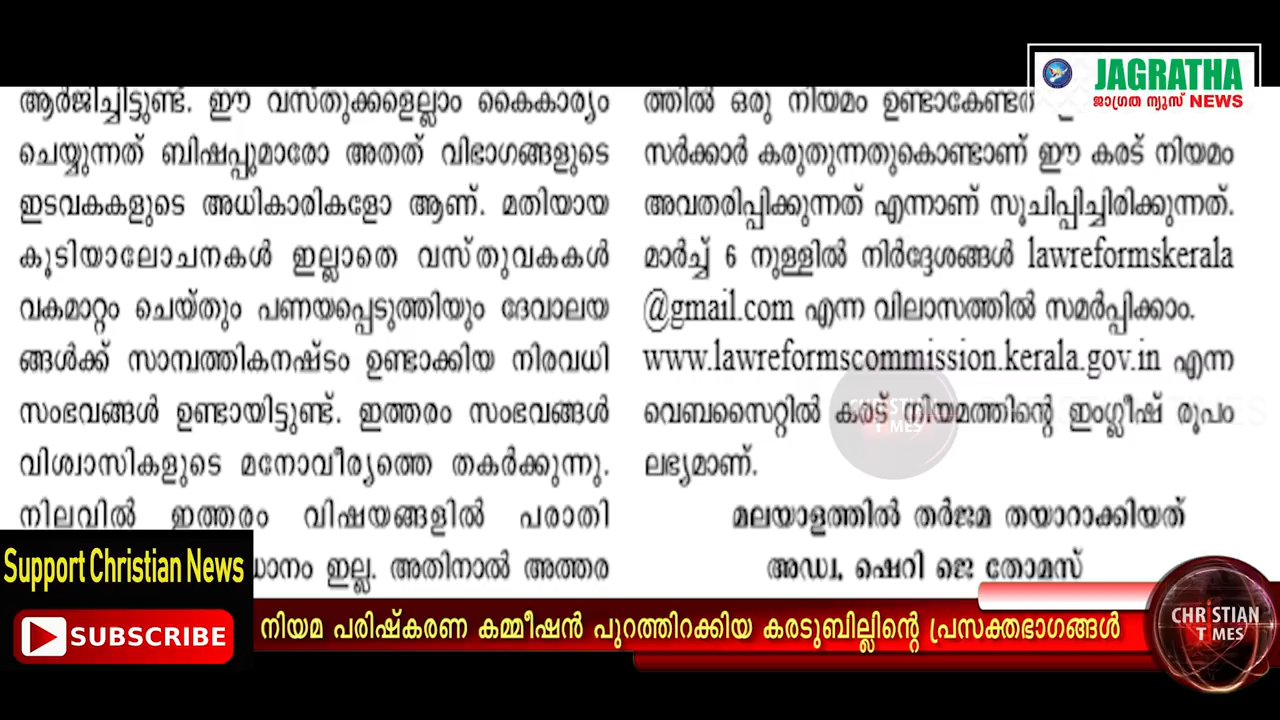 JAGRATHA
ജാഗ്രത ന്യൂസ് NEWS
ആർജിച്ചിട്ടുണ്ട്. ഈ വസ്തുക്കളെല്ലാം കൈകാര്യം
ചെയ്യുന്നത് ബിഷപ്പുമാരോ അതത് വിഭാഗങ്ങളുടെ
ഇടവകകളുടെ അധികാരികളോ ആണ്. മതിയായ
കൂടിയാലോചനകൾ ഇല്ലാതെ വസ്തുവകകൾ
വകമാറ്റം ചെയ്തും പണയപ്പെടുത്തിയും ദേവാലയ
ങ്ങൾക്ക് സാമ്പത്തികനഷ്ടം ഉണ്ടാക്കിയ നിരവധി
സംഭവങ്ങൾ ഉണ്ടായിട്ടുണ്ട്. ഇത്തരം സംഭവങ്ങൾ
വിശ്വാസികളുടെ മനോവീര്യത്തെ തകർക്കുന്നു.
നിലവിൽ ഇത്തരം വിഷയങ്ങളിൽ പരാതി
ഇല്ല. അതിനാൽ അത്തര
ത്തിൽ ഒരു നിയമം
സർക്കാർ കരുതുന്നതുകൊണ്ടാണ് ഈ കരട് നിയമം
അവതരിപ്പിക്കുന്നത് എന്നാണ് സൂചിപ്പിച്ചിരിക്കുന്നത്.
മാർച്ച് 6 നുള്ളിൽ നിർദ്ദേശങ്ങൾ lawreformskerala
@gmail.com എന്ന വിലാസത്തിൽ സമർപ്പിക്കാം.
www.lawreformscommission.kerala.gov.in എന്ന
വെബസൈറ്റിൽ കരട് നിയമത്തിന്റെ ഇംഗ്ലീഷ് രൂപം
ലഭ്യമാണ്.
മലയാളത്തിൽ തർജമ തയാറാക്കിയത്
അഡ്വ. ഷെറി ജെ തോമസ്
CHRISTIAN
TIMES
Support Christian News
SUBSCRIBE
നിയമ പരിഷ്കരണ കമ്മീഷൻ പുറത്തിറക്കിയ കരടുബില്ലിന്റെ പ്രസക്തഭാഗങ്ങൾ
CHRISTIAN
TIMES